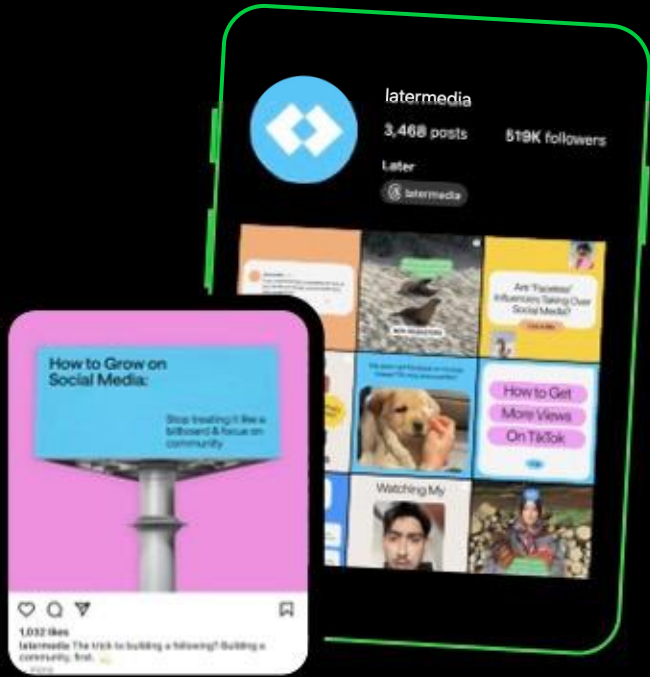 latermedia
3,468 posts
519K followers
Later
latermedia
Are "Faceless"
Influencers Taking Over
Social Media?
How to Get
More Views
On TikTok
Watching My
How to Grow on
Social Media:
Stop treating it like a
billboard & focus on
community
1,032 likes
latermedia The trick to building a following? Building a
community, first.
more